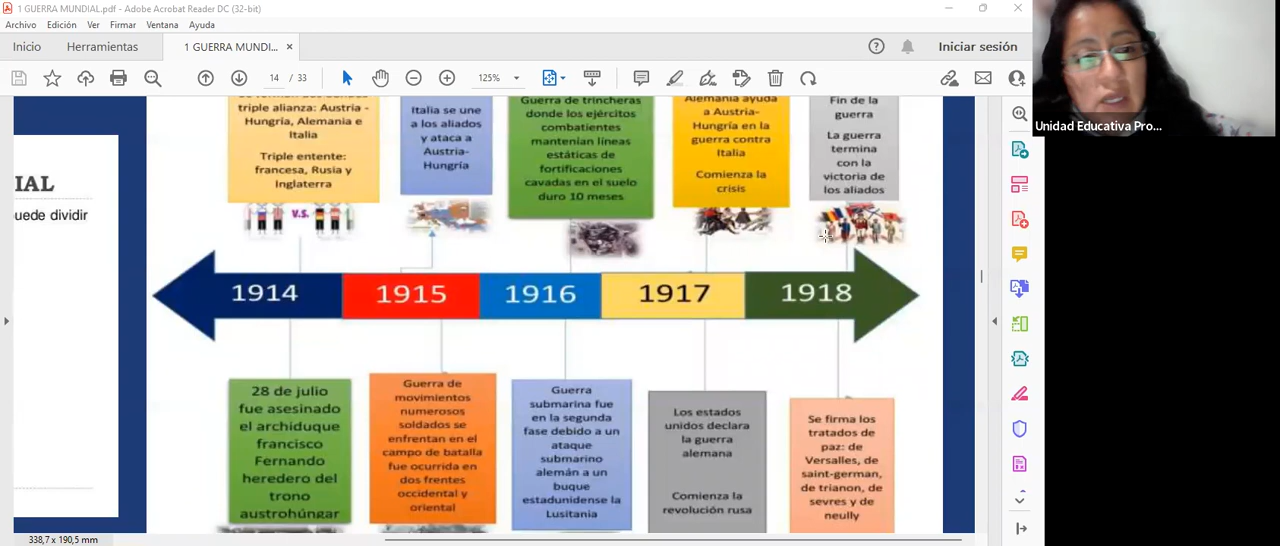 1 GUERRA MUNDIAL.pdf - Adobe Acrobat Reader DC (32-bit)
Archivo Edición Ver Firmar Ventana Ayuda
Inicio Herramientas 1 GUERRA MUNDI... × Iniciar sesión
14 / 33 125%
Unidad Educativa Pro...
IAL
uede dividir
triple alianza: Austria -
Hungría, Alemania e
Italia
Triple entente:
francesa, Rusia y
Inglaterra
V.S.
Italia se une
a los aliados
y ataca a
Austria-
Hungría
Guerra de trincheras
donde los ejércitos
combatientes
mantenían líneas
estáticas de
fortificaciones
cavadas en el suelo
duro 10 meses
Alemania ayuda
a Austria-
Hungría en la
guerra contra
Italia
Comienza la
crisis
Fin de la
guerra
La guerra
termina
con la
victoria de
los aliados
1914 1915 1916 1917 1918
28 de julio
fue asesinado
el archiduque
francisco
Fernando
heredero del
trono
austrohúngar
Guerra de
movimientos
numerosos
soldados se
enfrentan en el
campo de batalla
fue ocurrida en
dos frentes
occidental y
oriental
Guerra
submarina fue
en la segunda
fase debido a un
ataque
submarino
alemán a un
buque
estadunidense la
Lusitania
Los estados
unidos declara
la guerra
alemana
Comienza la
revolución rusa
Se firma los
tratados de
paz: de
Versalles, de
saint-german,
de trianon, de
sevres y de
neully
338,7 x 190,5 mm